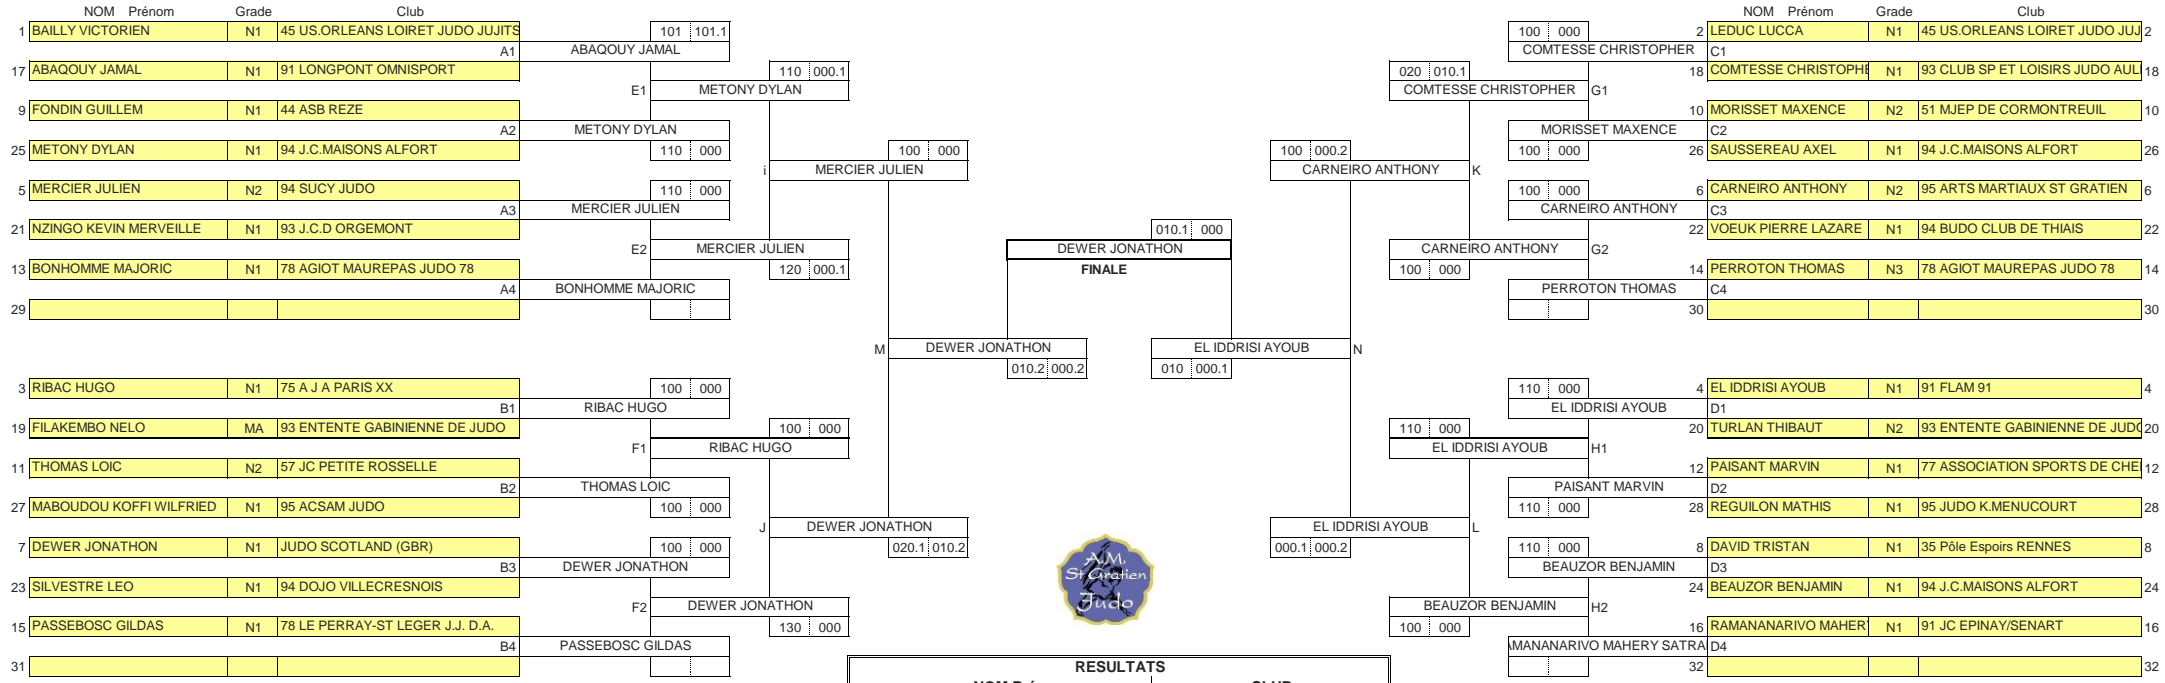 NOM Prénom Grade Club
1 BAILLY VICTORIEN N1 45 US.ORLEANS LOIRET JUDO JUJITS
A1
17 ABAQOUY JAMAL N1 91 LONGPONT OMNISPORT
9 FONDIN GUILLEM N1 44 ASB REZE
A2
25 METONY DYLAN N1 94 J.C.MAISONS ALFORT
5 MERCIER JULIEN N2 94 SUCY JUDO
A3
21 NZINGO KEVIN MERVEILLE N1 93 J.C.D ORGEMONT
13 BONHOMME MAJORIC N1 78 AGIOT MAUREPAS JUDO 78
A4
29
3 RIBAC HUGO N1 75 A J A PARIS XX
B1
19 FILAKEMBO NELO MA 93 ENTENTE GABINIENNE DE JUDO
11 THOMAS LOIC N2 57 JC PETITE ROSSELLE
B2
27 MABOUDOU KOFFI WILFRIED N1 95 ACSAM JUDO
7 DEWER JONATHON N1 JUDO SCOTLAND (GBR)
B3
23 SILVESTRE LEO N1 94 DOJO VILLECRESNOIS
15 PASSEBOSC GILDAS N1 78 LE PERRAY-ST LEGER J.J. D.A.
B4
31
101 101.1
ABAQOUY JAMAL
E1
METONY DYLAN
110 000
110 000
MERCIER JULIEN
E2
BONHOMME MAJORIC
100 000
RIBAC HUGO
F1
THOMAS LOIC
100 000
100 000
DEWER JONATHON
F2
PASSEBOSC GILDAS
110 000.1
METONY DYLAN
i
MERCIER JULIEN
120 000.1
100 000
RIBAC HUGO
J
DEWER JONATHON
130 000
100 000
MERCIER JULIEN
M
DEWER JONATHON
020.1 010.2
010.1 000
DEWER JONATHON
FINALE
DEWER JONATHON
010.2 000.2
EL IDDRISI AYOUB
010 000.1
N
A.M.
St Gratien
Judo
RESULTATS
100 000.2
CARNEIRO ANTHONY
K
EL IDDRISI AYOUB
L
000.1 000.2
020 010.1
COMTESSE CHRISTOPHER
G1
CARNEIRO ANTHONY
G2
100 000
110 000
EL IDDRISI AYOUB
H1
BEAUZOR BENJAMIN
H2
100 000
100 000
COMTESSE CHRISTOPHER
MORISSET MAXENCE
100 000
100 000
CARNEIRO ANTHONY
PERROTON THOMAS
110 000
EL IDDRISI AYOUB
PAISANT MARVIN
110 000
110 000
BEAUZOR BENJAMIN
MANANARIVO MAHERY SATRA
NOM Prénom Grade Club
2 LEDUC LUCCA N1 45 US.ORLEANS LOIRET JUDO JUJ 2
C1
18 COMTESSE CHRISTOPHE N1 93 CLUB SP ET LOISIRS JUDO AUL 18
10 MORISSET MAXENCE N2 51 MJEP DE CORMONTREUIL 10
C2
26 SAUSSEREAU AXEL N1 94 J.C.MAISONS ALFORT 26
6 CARNEIRO ANTHONY N2 95 ARTS MARTIAUX ST GRATIEN 6
C3
22 VOEUK PIERRE LAZARE N1 94 BUDO CLUB DE THIAIS 22
14 PERROTON THOMAS N3 78 AGIOT MAUREPAS JUDO 78 14
C4
30 30
4 EL IDDRISI AYOUB N1 91 FLAM 91 4
D1
20 TURLAN THIBAUT N2 93 ENTENTE GABINIENNE DE JUDO 20
12 PAISANT MARVIN N1 77 ASSOCIATION SPORTS DE CHE 12
D2
28 REGUILON MATHIS N1 95 JUDO K.MENUCOURT 28
8 DAVID TRISTAN N1 35 Pôle Espoirs RENNES 8
D3
24 BEAUZOR BENJAMIN N1 94 J.C.MAISONS ALFORT 24
16 RAMANANARIVO MAHER N1 91 JC EPINAY/SENART 16
D4
32 32